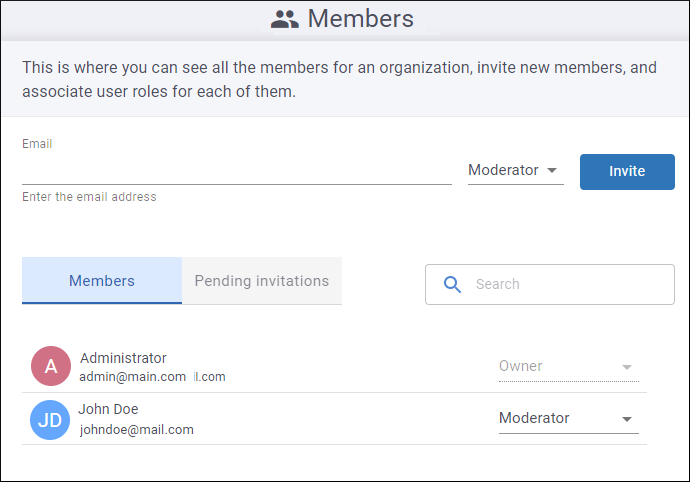 Members
This is where you can see all the members for an organization, invite new members, and
associate user roles for each of them.
Email
Moderator
Invite
Enter the email address
Members
Pending invitations
Search
A
Administrator
admin@main.com l.com
Owner
JD
John Doe
johndoe@mail.com
Moderator